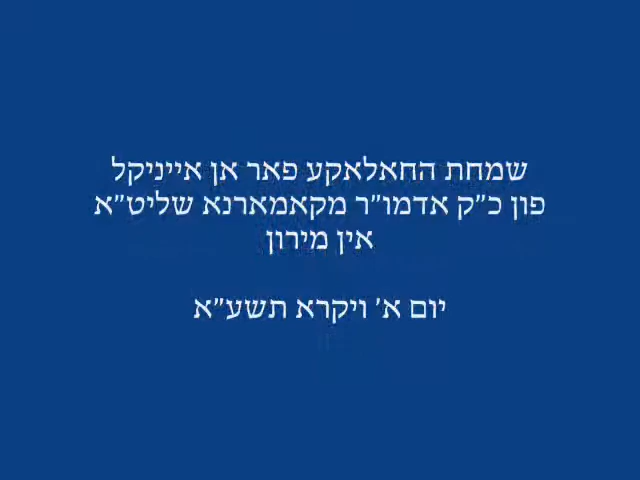 שמחת החאלאקע פאר אן אייניקל
פון כ"ק אדמו"ר מקאמארנא שליט"א
אין מירון
יום א' ויקרא תשע"א